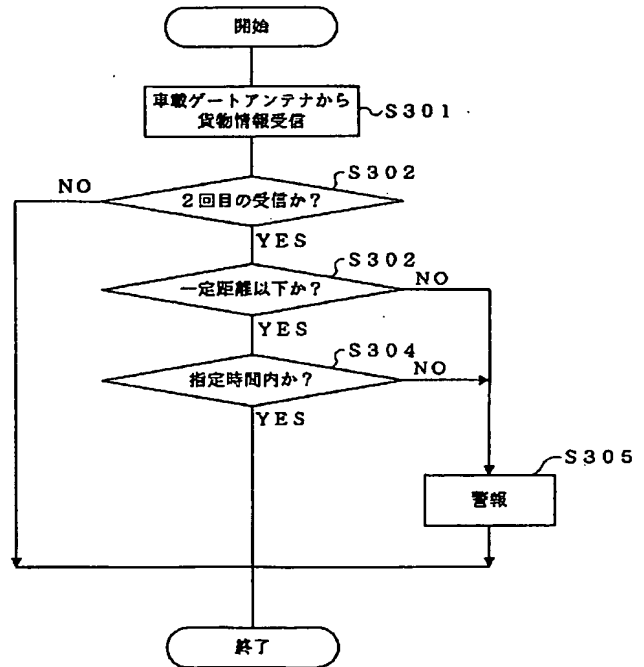 開始
車載ゲートアンテナから
貨物情報受信
S301
S302
NO
2回目の受信か?
YES
S302
一定距離以下か?
NO
YES
S304
指定時間内か?
NO
YES
S305
警報
終了